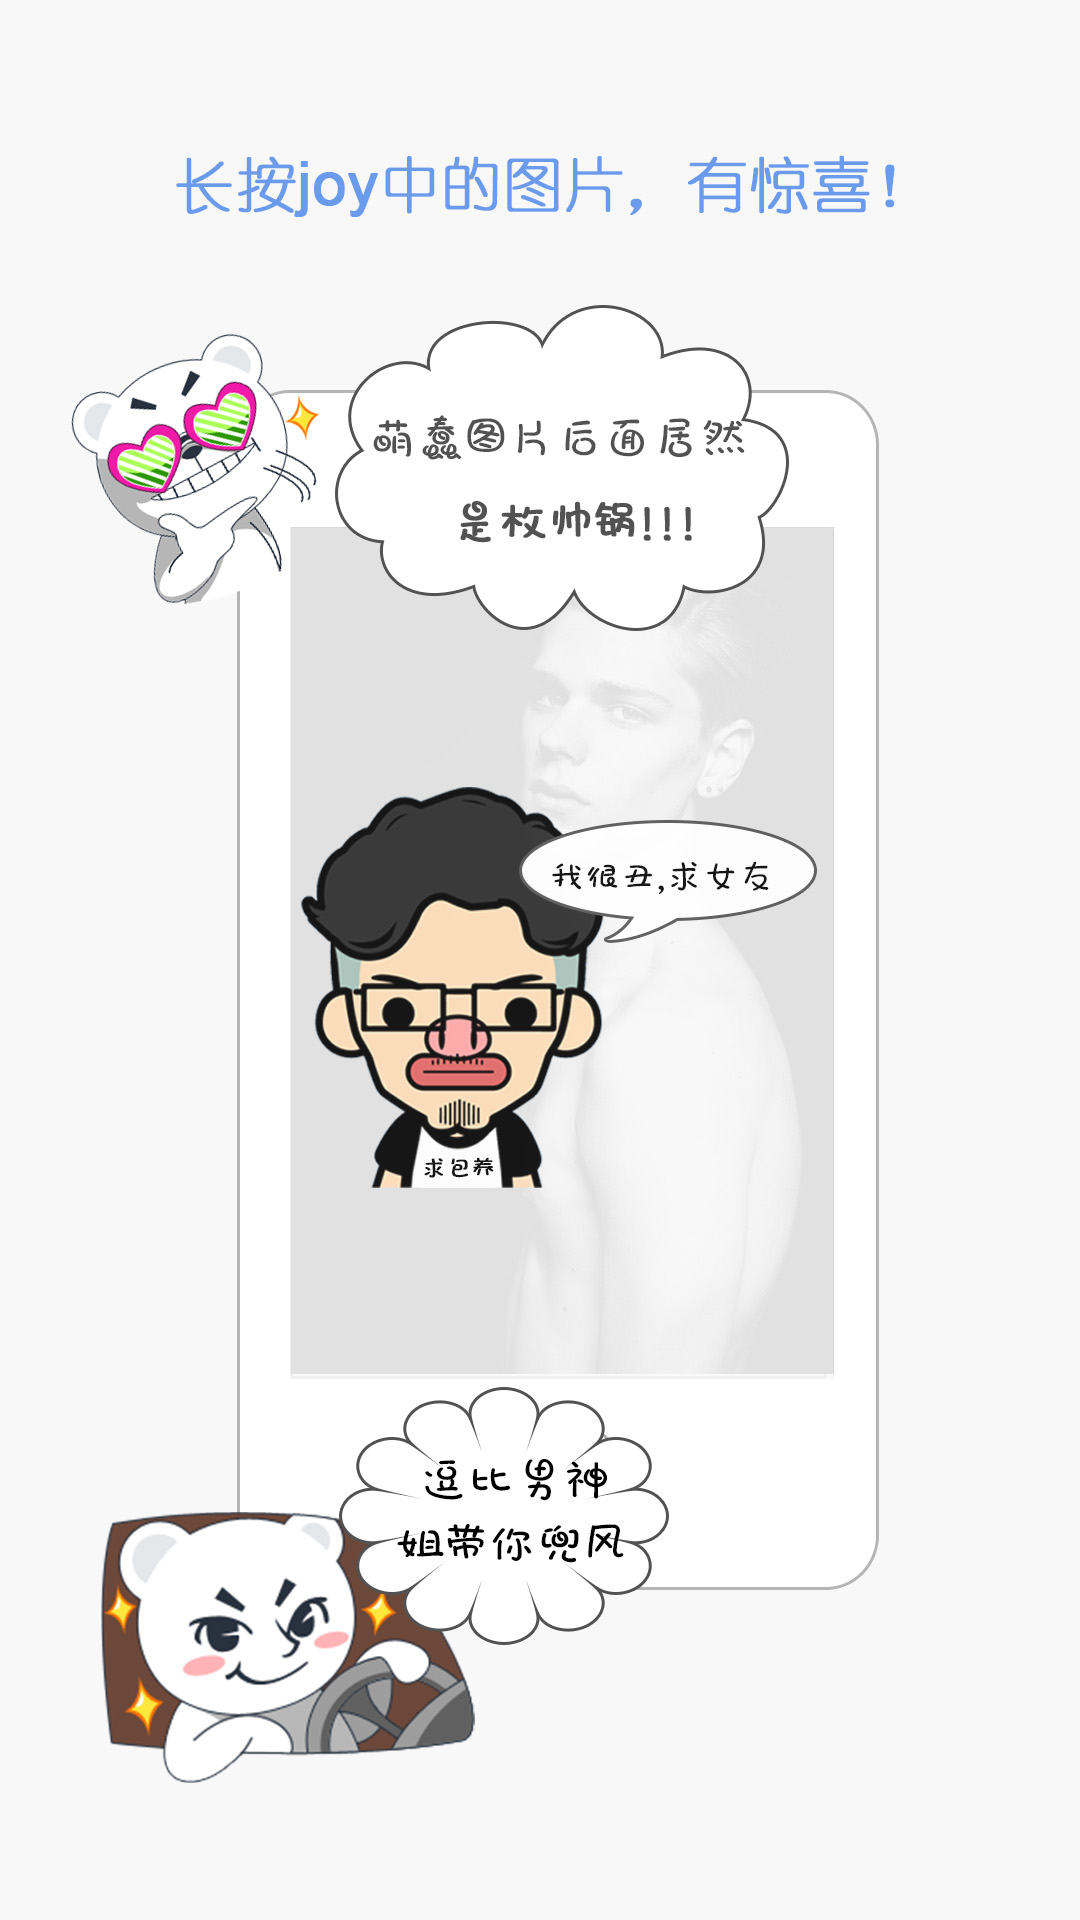 长按joy中的图片，有惊喜！
萌蠢图片后面居然
是枚帅锅!!!
我很丑,求女友
求包养
逗比男神
姐带你兜风